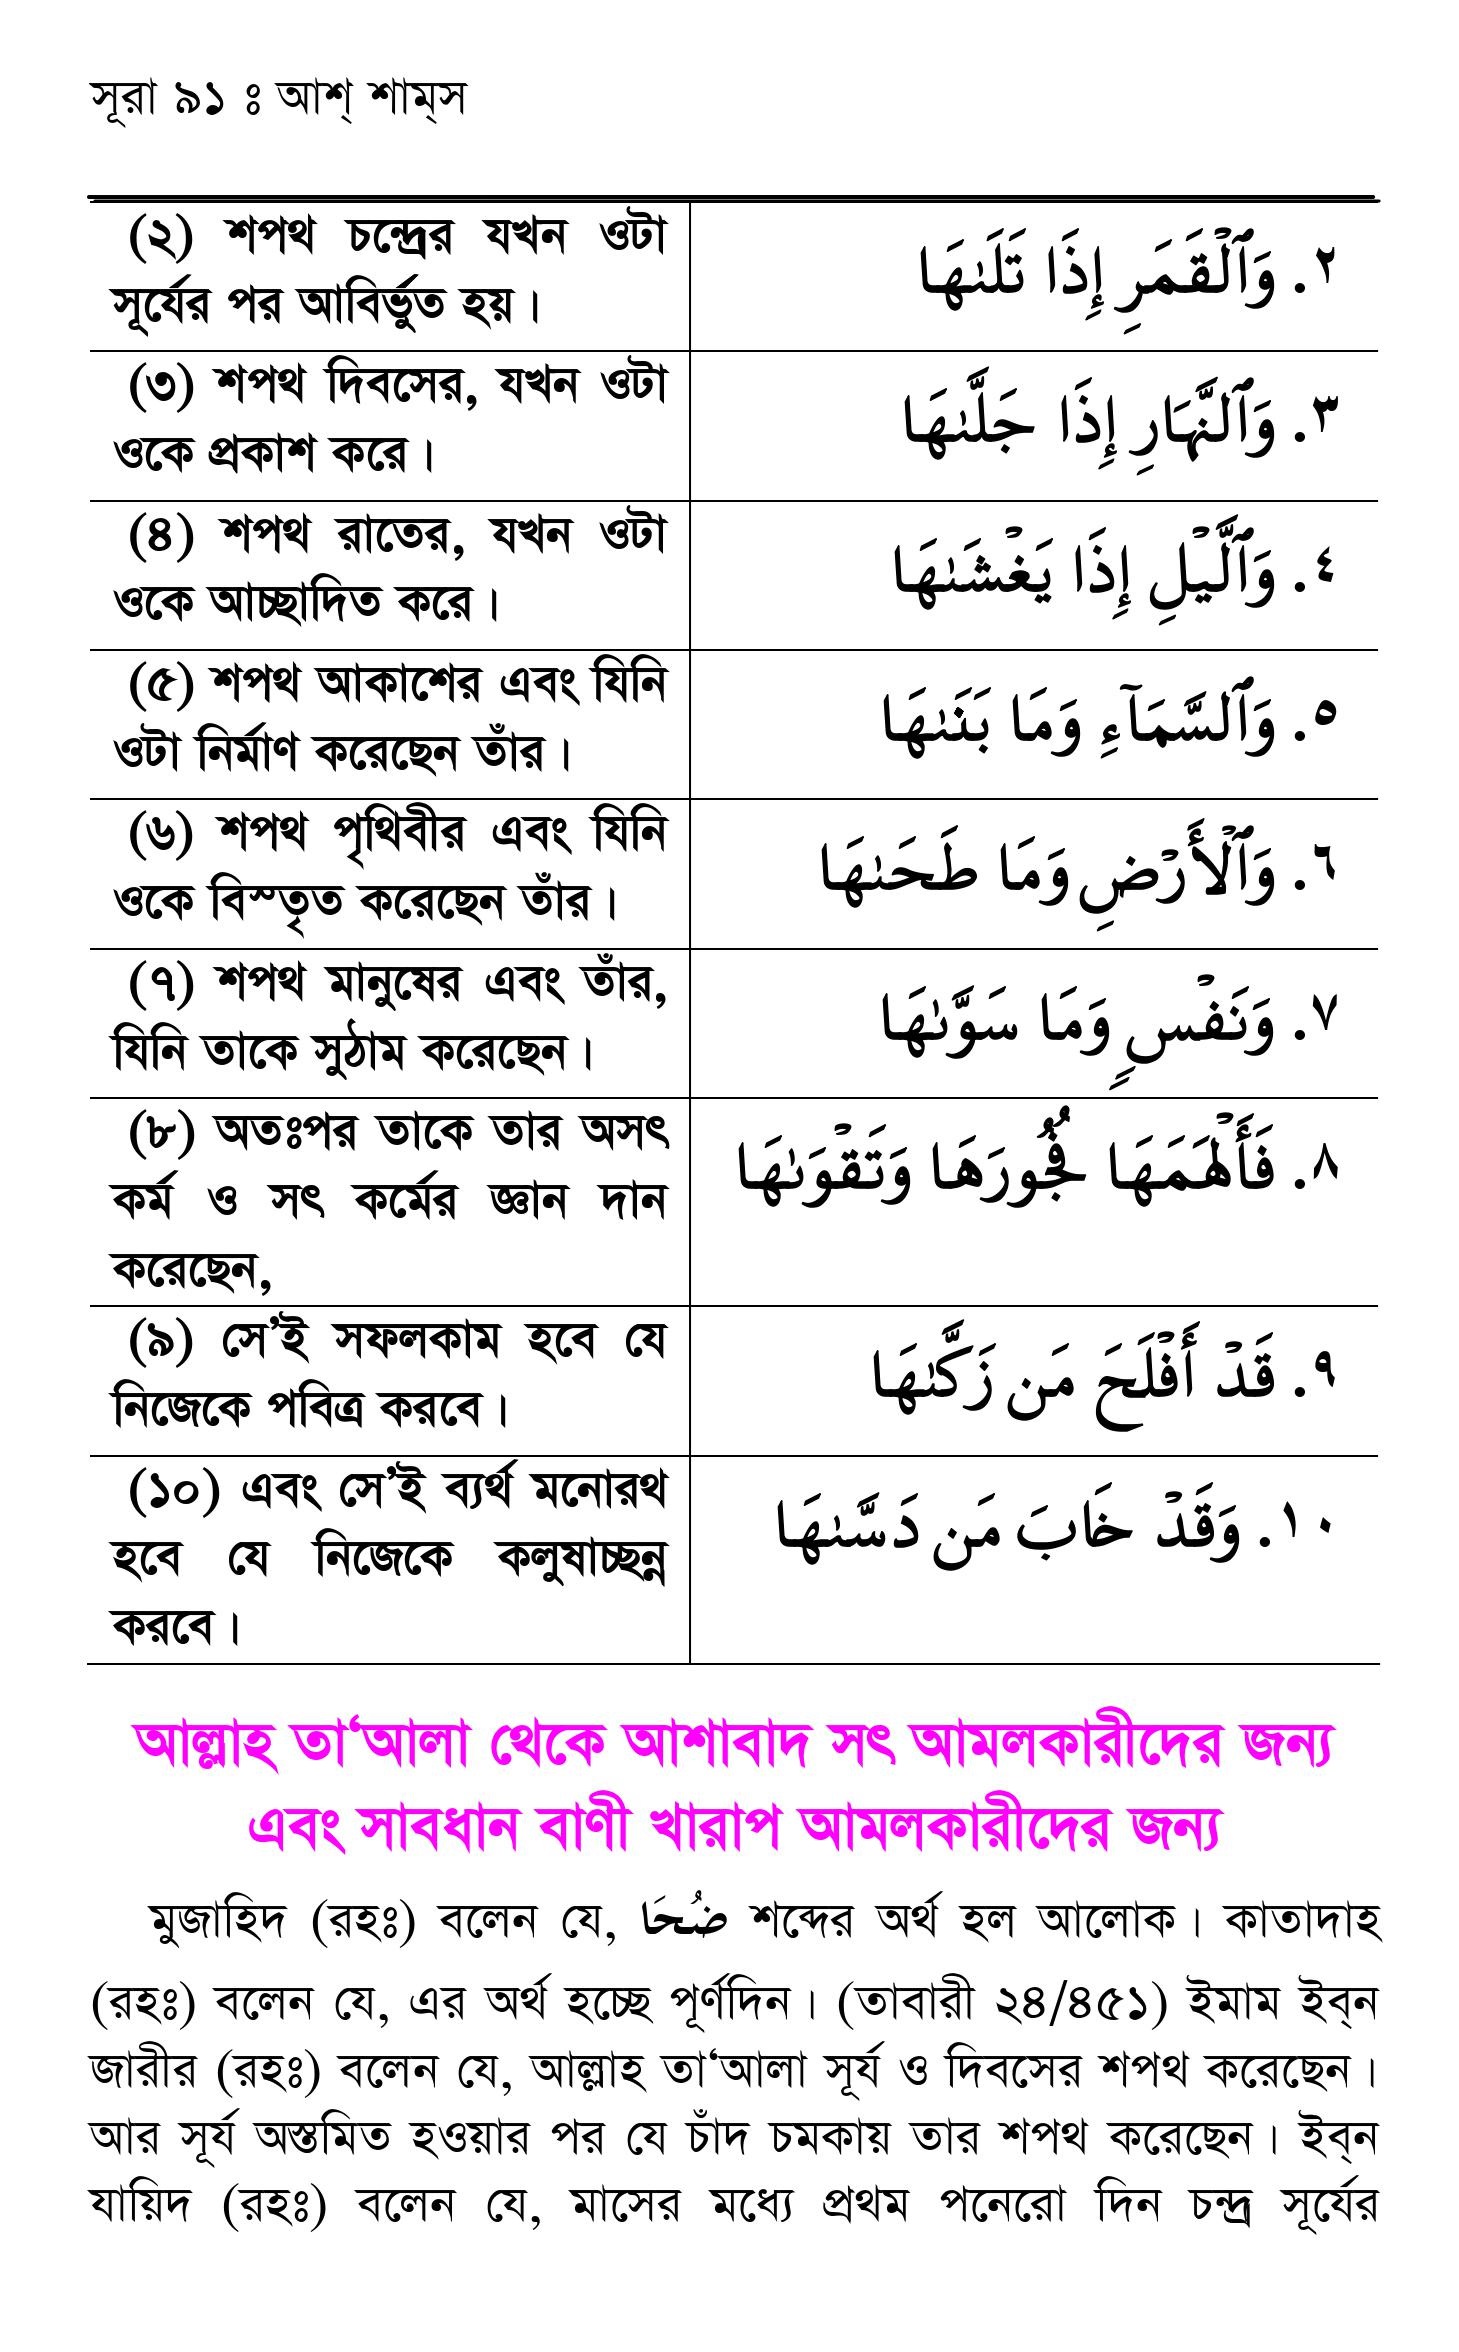 সূরা ৯১ ঃ আশ্ শাম্স
(২) শপথ চন্দ্রের যখন ওটা
সূর্যের পর আবির্ভুত হয়।
٢. وَٱلْقَمَرِ إِذَا تَلَىٰهَا
(৩) শপথ দিবসের, যখন ওটা
ওকে প্রকাশ করে।
٣. وَٱلنَّهَارِ إِذَا جَلَّىٰهَا
(৪) শপথ রাতের, যখন ওটা
ওকে আচ্ছাদিত করে।
٤. وَٱلَّيْلِ إِذَا يَغْشَىٰهَا
(৫) শপথ আকাশের এবং যিনি
ওটা নির্মাণ করেছেন তাঁর।
٥. وَٱلسَّمَآءِ وَمَا بَنَىٰهَا
(৬) শপথ পৃথিবীর এবং যিনি
ওকে বিস্তৃত করেছেন তাঁর।
٦. وَٱلْأَرْضِ وَمَا طَحَىٰهَا
(৭) শপথ মানুষের এবং তাঁর,
যিনি তাকে সুঠাম করেছেন।
٧. وَنَفْسٍ وَمَا سَوَّىٰهَا
(৮) অতঃপর তাকে তার অসৎ
কর্ম ও সৎ কর্মের জ্ঞান দান
করেছেন,
٨. فَأَلْهَمَهَا فُجُورَهَا وَتَقْوَىٰهَا
(৯) সে’ই সফলকাম হবে যে
নিজেকে পবিত্র করবে।
٩. قَدْ أَفْلَحَ مَن زَكَّىٰهَا
(১০) এবং সে’ই ব্যর্থ মনোরথ
হবে যে নিজেকে কলুষাচ্ছন্ন
করবে।
١٠. وَقَدْ خَابَ مَن دَسَّىٰهَا
আল্লাহ তা‘আলা থেকে আশাবাদ সৎ আমলকারীদের জন্য
এবং সাবধান বাণী খারাপ আমলকারীদের জন্য
মুজাহিদ (রহঃ) বলেন যে, ضُحَا শব্দের অর্থ হল আলোক। কাতাদাহ
(রহঃ) বলেন যে, এর অর্থ হচ্ছে পূর্ণদিন। (তাবারী ২৪/৪৫১) ইমাম ইব্ন
জারীর (রহঃ) বলেন যে, আল্লাহ তা‘আলা সূর্য ও দিবসের শপথ করেছেন।
আর সূর্য অস্তমিত হওয়ার পর যে চাঁদ চমকায় তার শপথ করেছেন। ইব্ন
যায়িদ (রহঃ) বলেন যে, মাসের মধ্যে প্রথম পনেরো দিন চন্দ্র সূর্যের